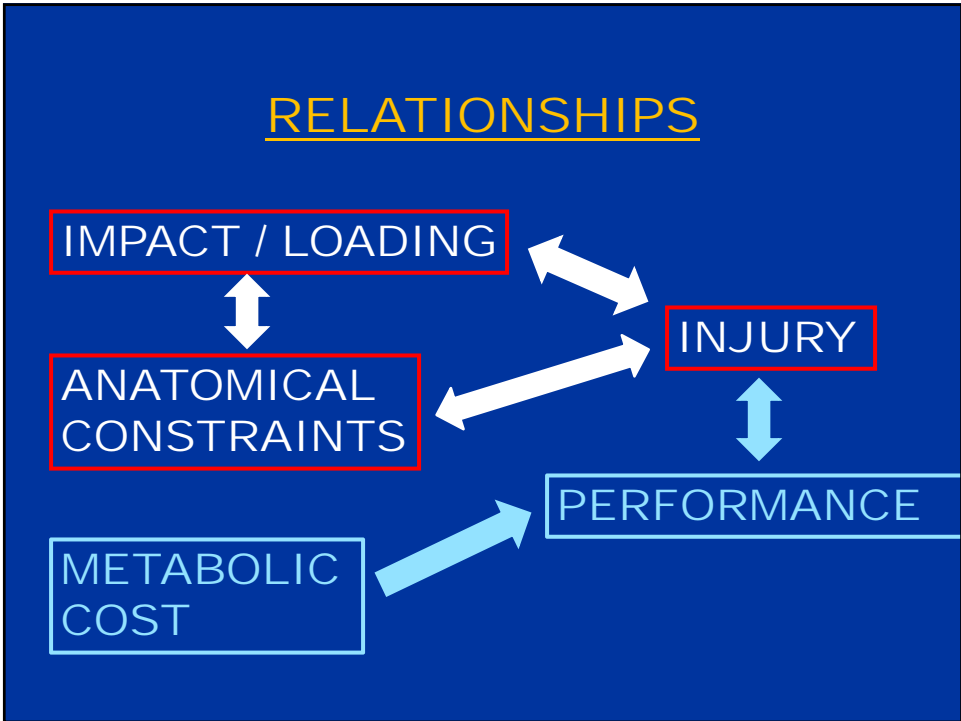 RELATIONSHIPS
IMPACT / LOADING
INJURY
ANATOMICAL
CONSTRAINTS
PERFORMANCE
METABOLIC
COST